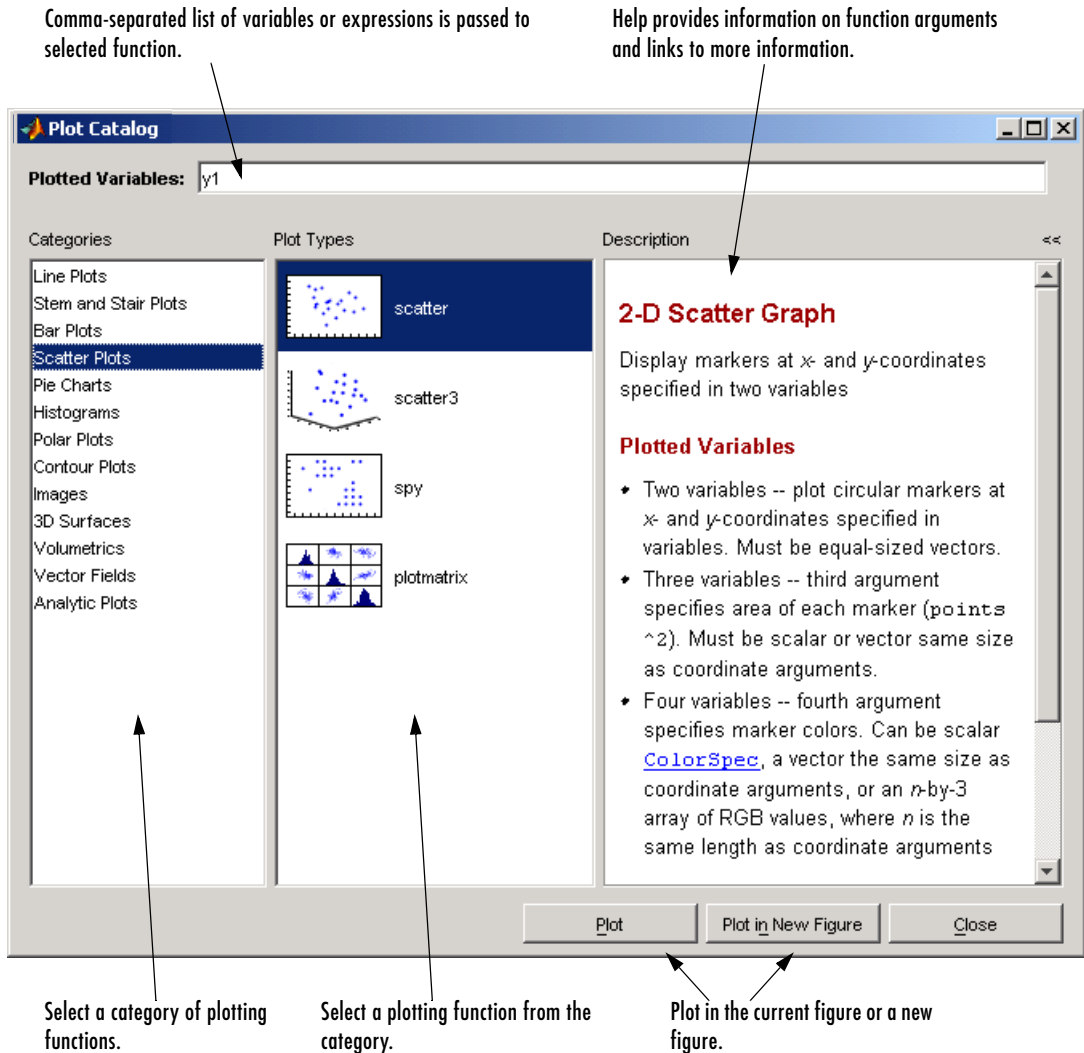 Comma-separated list of variables or expressions is passed to
selected function.
Help provides information on function arguments
and links to more information.
Plot Catalog
Plotted Variables: y1
Categories
Plot Types
Description
<<
Line Plots
Stem and Stair Plots
Bar Plots
Scatter Plots
Pie Charts
Histograms
Polar Plots
Contour Plots
Images
3D Surfaces
Volumetrics
Vector Fields
Analytic Plots
scatter
scatter3
spy
plotmatrix
2-D Scatter Graph
Display markers at x- and y-coordinates
specified in two variables
Plotted Variables
• Two variables -- plot circular markers at
x- and y-coordinates specified in
variables. Must be equal-sized vectors.
• Three variables -- third argument
specifies area of each marker (points
^2). Must be scalar or vector same size
as coordinate arguments.
• Four variables -- fourth argument
specifies marker colors. Can be scalar
ColorSpec, a vector the same size as
coordinate arguments, or an n-by-3
array of RGB values, where n is the
same length as coordinate arguments
Plot
Plot in New Figure
Close
Select a category of plotting
functions.
Select a plotting function from the
category.
Plot in the current figure or a new
figure.